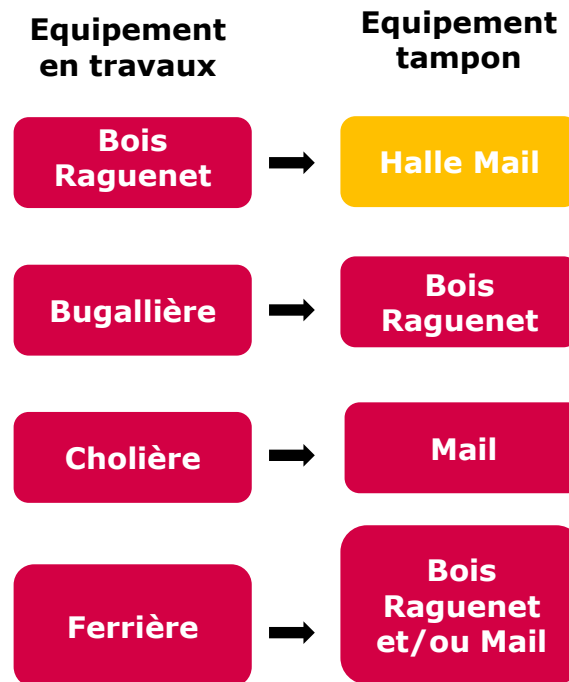 Equipement
en travaux
Equipement
tampon
Bois
Raguenet
Halle Mail
Bugallière
Bois
Raguenet
Cholière
Mail
Ferrière
Bois
Raguenet
et/ou Mail